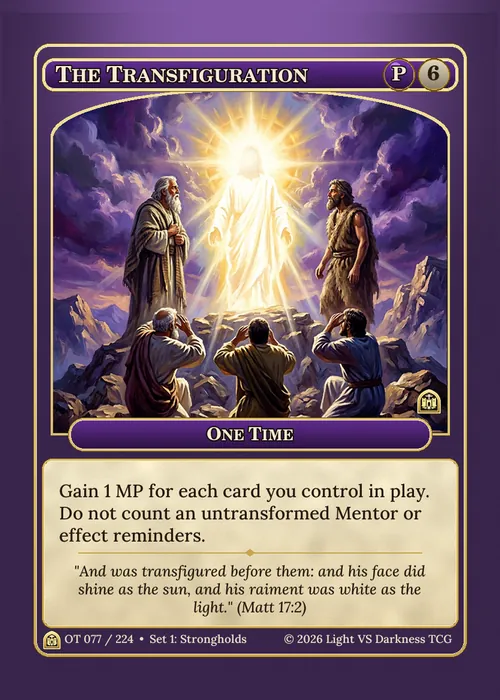 The Transfiguration P 6
One Time
Gain 1 MP for each card you control in play.
Do not count an untransformed Mentor or
effect reminders.
"And was transfigured before them: and his face did
shine as the sun, and his raiment was white as the
light." (Matt 17:2)
OT 077 / 224 • Set 1: Strongholds © 2026 Light VS Darkness TCG